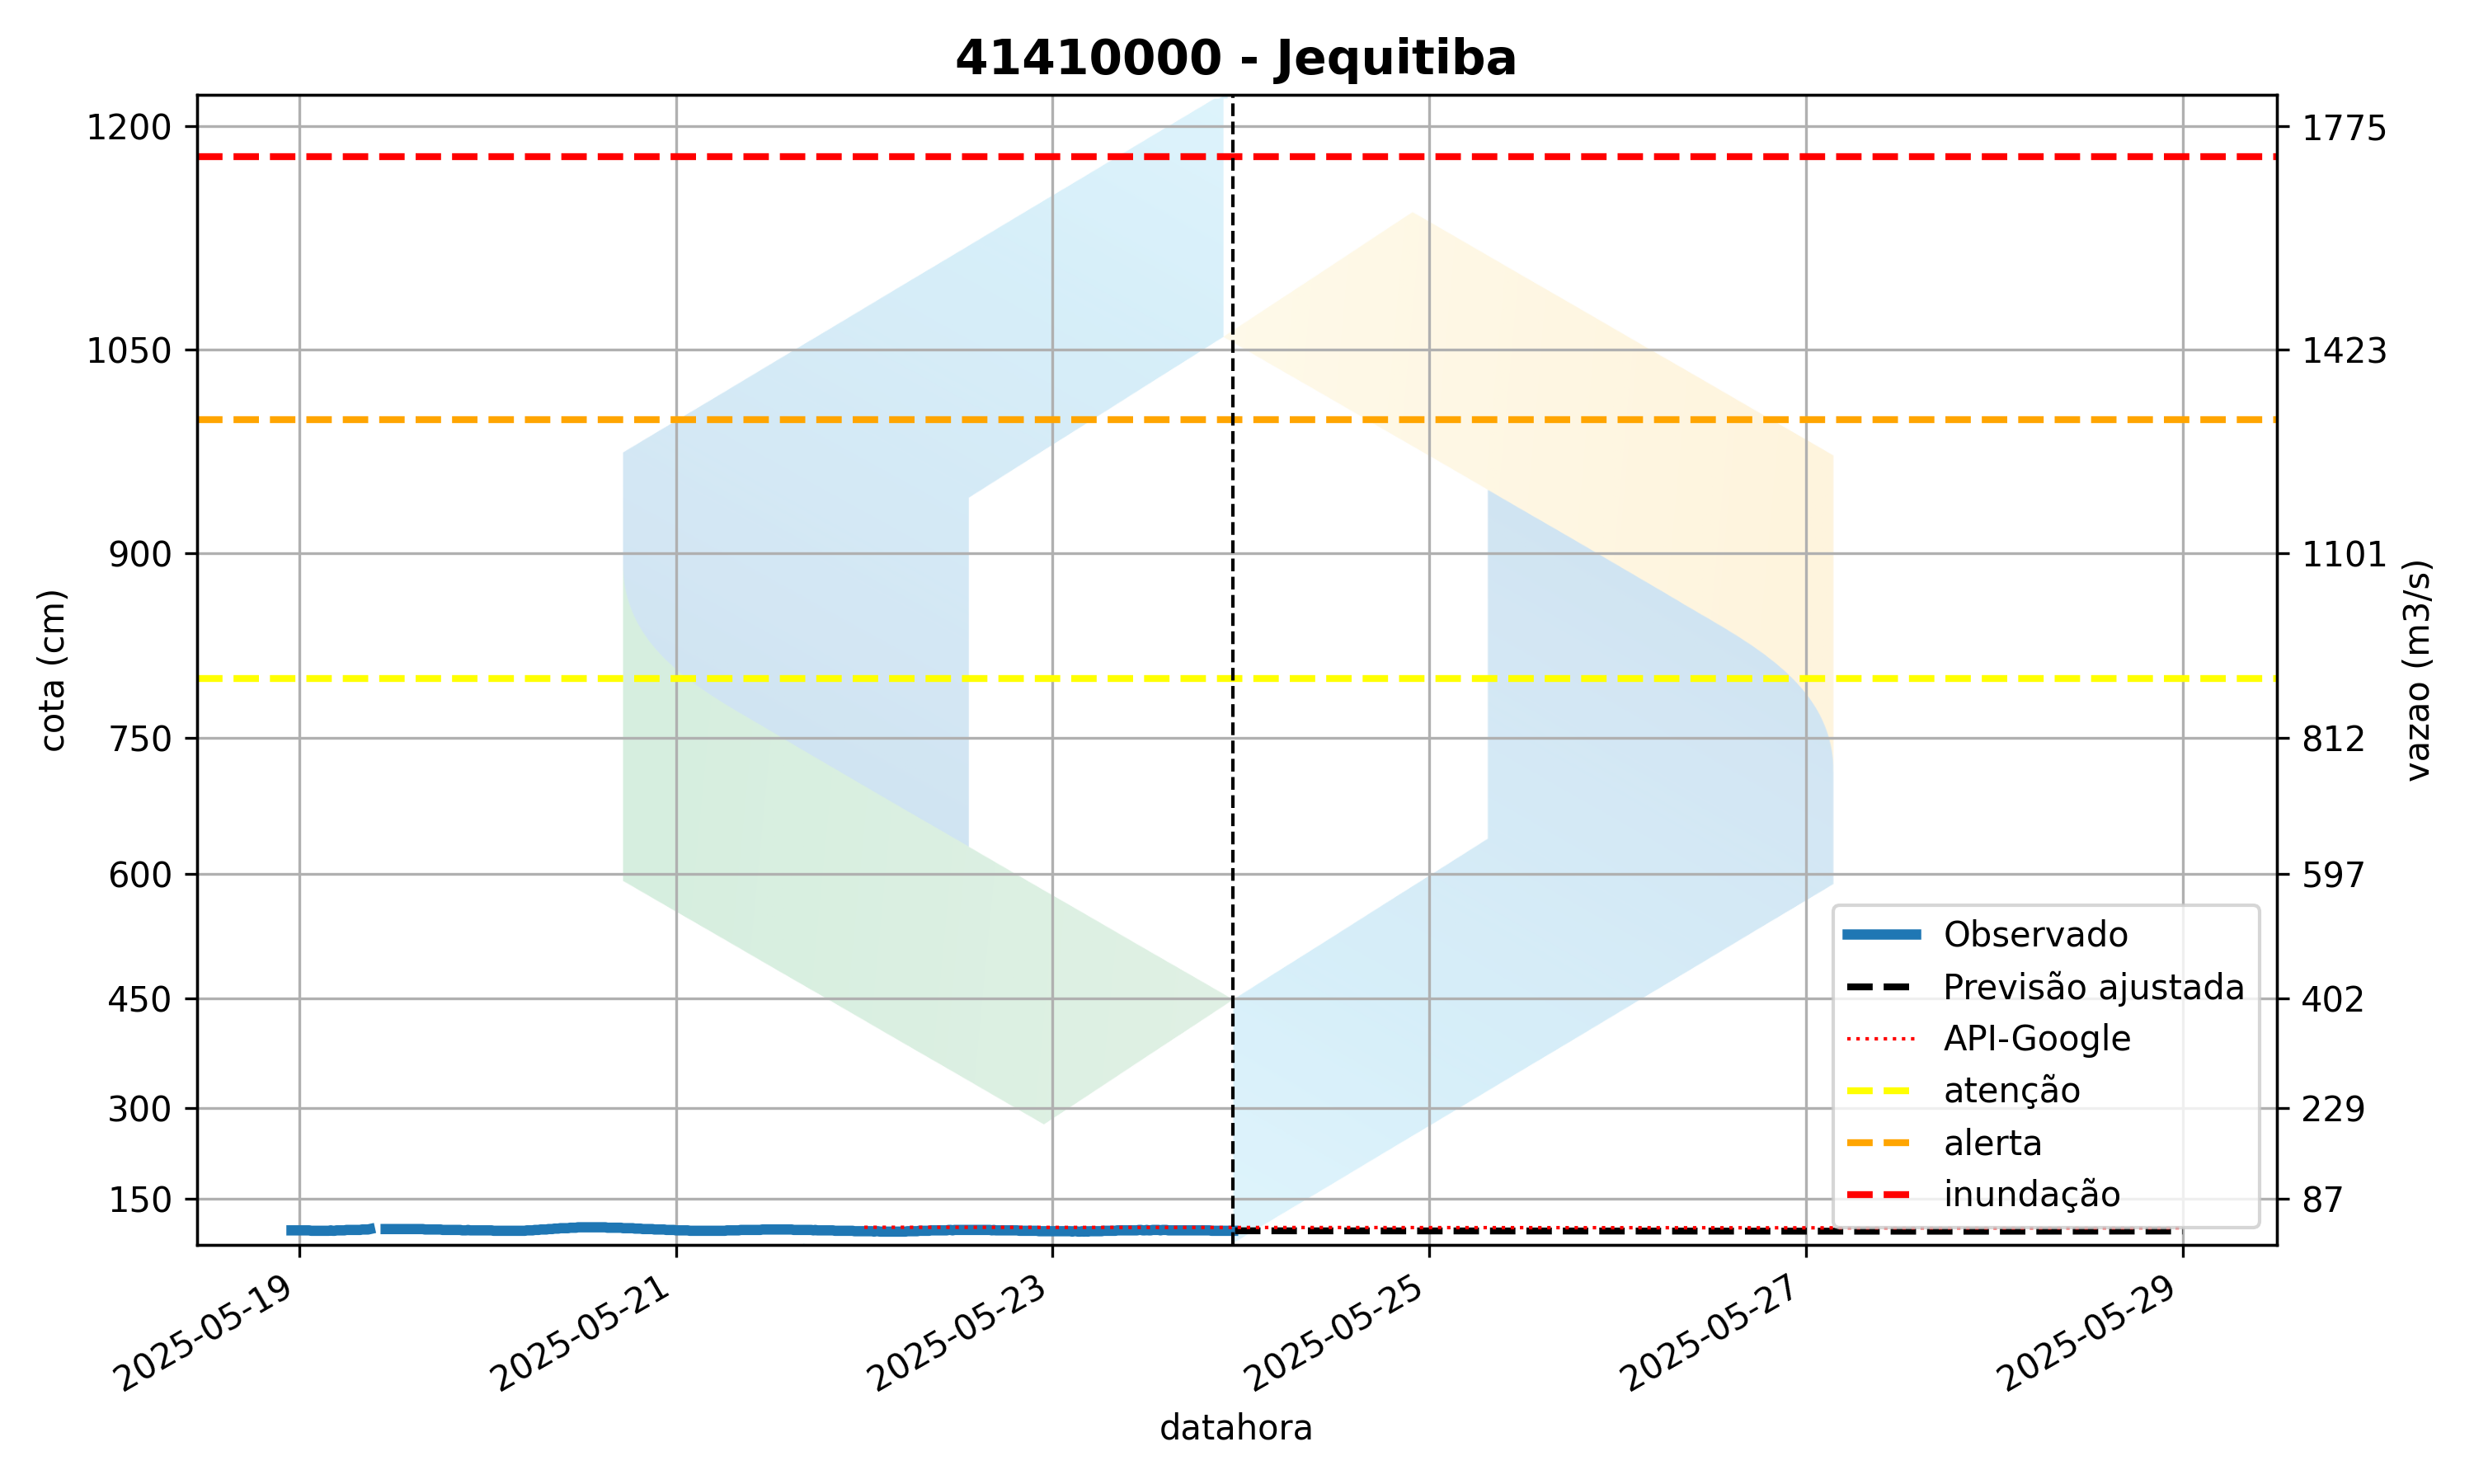 41410000 - Jequitiba
1200
1050
900
750
600
450
300
150
cota (cm)
1775
1423
1101
812
597
402
229
87
vazao (m3/s)
Observado
Previsão ajustada
API-Google
atenção
alerta
inundação
2025-05-19
2025-05-21
2025-05-23
2025-05-25
2025-05-27
2025-05-29
datahora